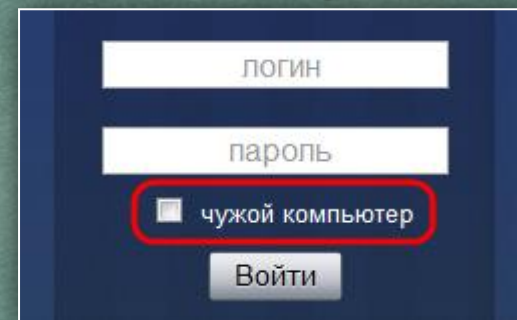 логин
пароль
чужой компьютер
Войти